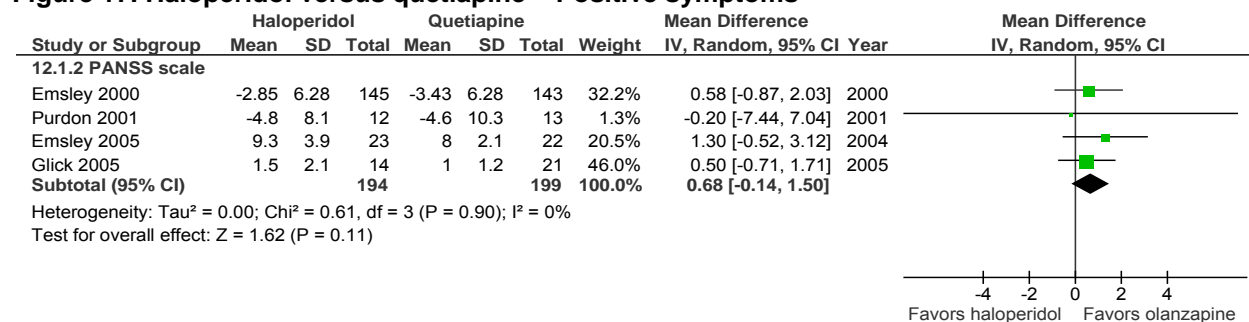 Figure 17. Haloperidol versus quetiapine – Positive symptoms
Haloperidol Quetiapine Mean Difference Mean Difference
Study or Subgroup Mean SD Total Mean SD Total Weight IV, Random, 95% CI Year IV, Random, 95% CI
12.1.2 PANSS scale
Emsley 2000 -2.85 6.28 145 -3.43 6.28 143 32.2% 0.58 [-0.87, 2.03] 2000
Purdon 2001 -4.8 8.1 12 -4.6 10.3 13 1.3% -0.20 [-7.44, 7.04] 2001
Emsley 2005 9.3 3.9 23 8 2.1 22 20.5% 1.30 [-0.52, 3.12] 2004
Glick 2005 1.5 2.1 14 1 1.2 21 46.0% 0.50 [-0.71, 1.71] 2005
Subtotal (95% CI) 194 199 100.0% 0.68 [-0.14, 1.50]
Heterogeneity: Tau² = 0.00; Chi² = 0.61, df = 3 (P = 0.90); I² = 0%
Test for overall effect: Z = 1.62 (P = 0.11)
-4 -2 0 2 4
Favors haloperidol Favors olanzapine